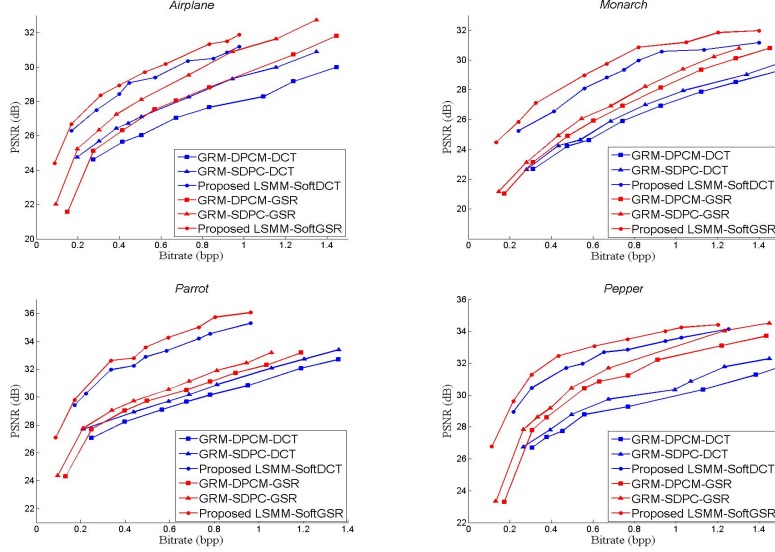 Airplane
PSNR (dB)
32
30
28
26
24
22
20
0 0.2 0.4 0.6 0.8 1 1.2 1.4
Bitrate (bpp)
GRM-DPCM-DCT
GRM-SDPC-DCT
Proposed LSMM-SoftDCT
GRM-DPCM-GSR
GRM-SDPC-GSR
Proposed LSMM-SoftGSR
Monarch
PSNR (dB)
32
30
28
26
24
22
20
0 0.2 0.4 0.6 0.8 1 1.2 1.4
Bitrate (bpp)
GRM-DPCM-DCT
GRM-SDPC-DCT
Proposed LSMM-SoftDCT
GRM-DPCM-GSR
GRM-SDPC-GSR
Proposed LSMM-SoftGSR
Parrot
PSNR (dB)
36
34
32
30
28
26
24
22
0 0.2 0.4 0.6 0.8 1 1.2 1.4
Bitrate (bpp)
GRM-DPCM-DCT
GRM-SDPC-DCT
Proposed LSMM-SoftDCT
GRM-DPCM-GSR
GRM-SDPC-GSR
Proposed LSMM-SoftGSR
Pepper
PSNR (dB)
36
34
32
30
28
26
24
22
0 0.2 0.4 0.6 0.8 1 1.2 1.4
Bitrate (bpp)
GRM-DPCM-DCT
GRM-SDPC-DCT
Proposed LSMM-SoftDCT
GRM-DPCM-GSR
GRM-SDPC-GSR
Proposed LSMM-SoftGSR